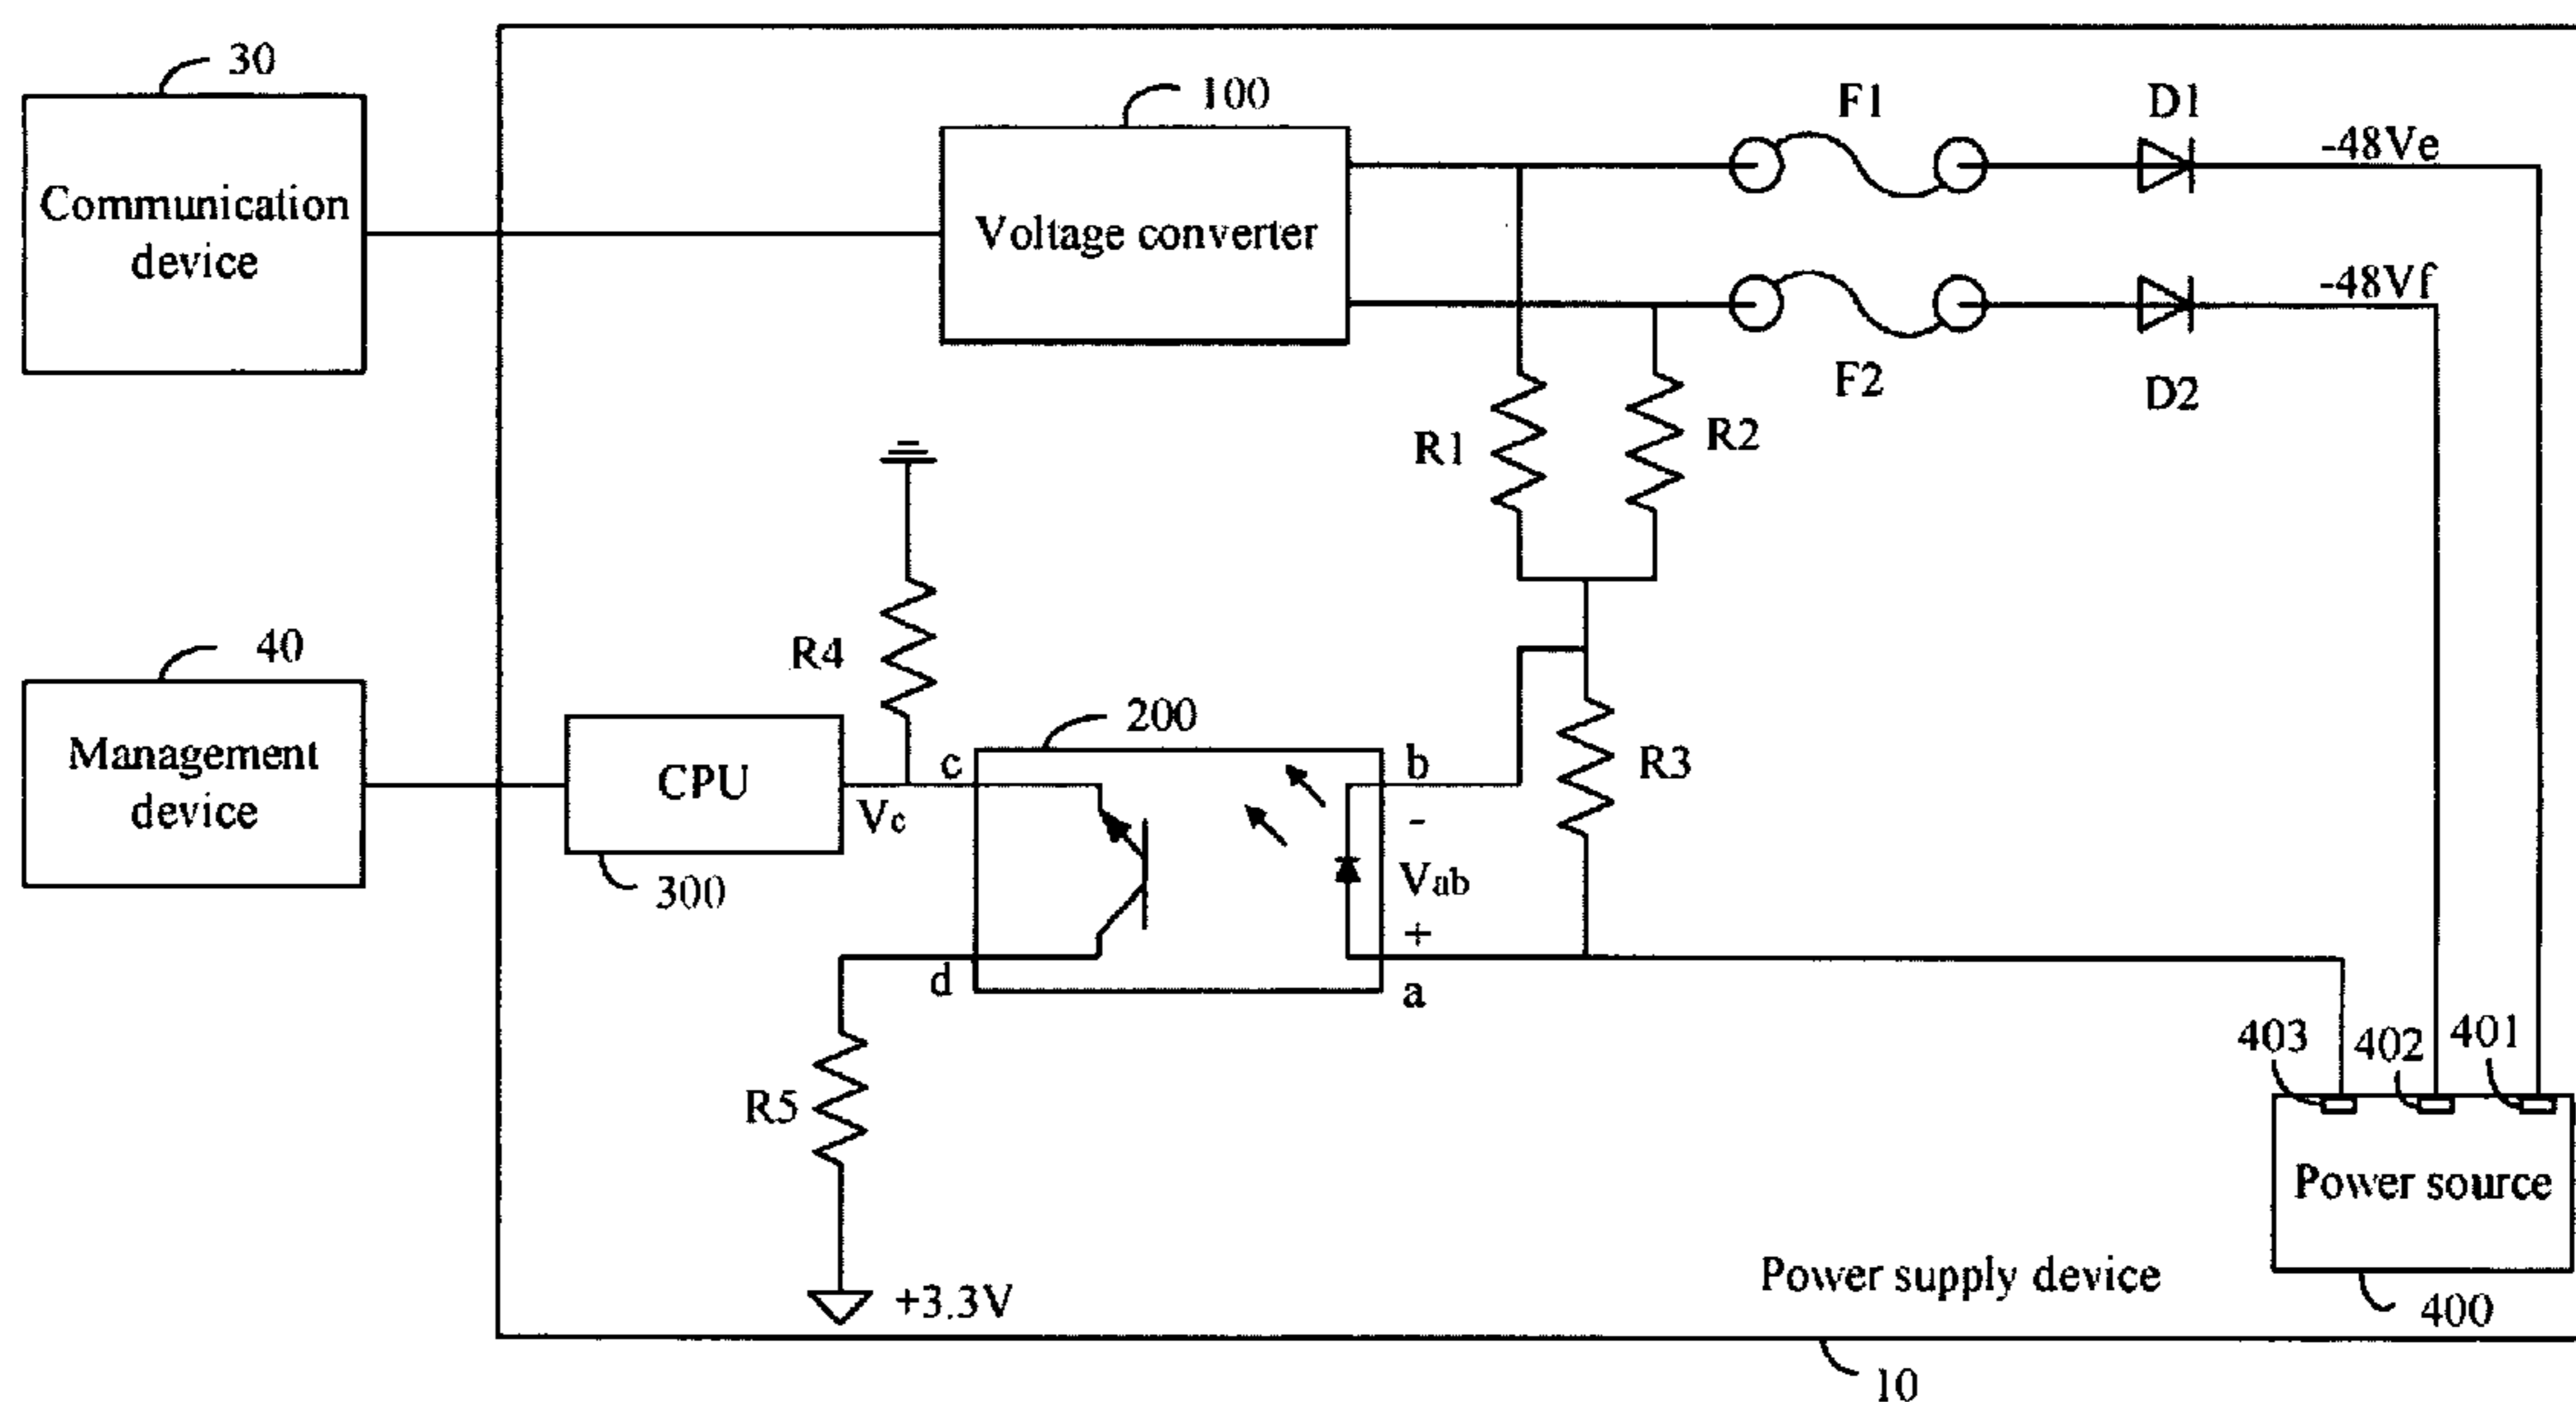 30
100
F1
D1
-48Ve
Communication
device
Voltage converter
-48Vf
F2
D2
R1
R2
40
R4
200
Management
device
CPU
Vc
c
b
-
R3
300
Vab
+
d
a
403
402
401
R5
Power source
+3.3V
Power supply device
400
10